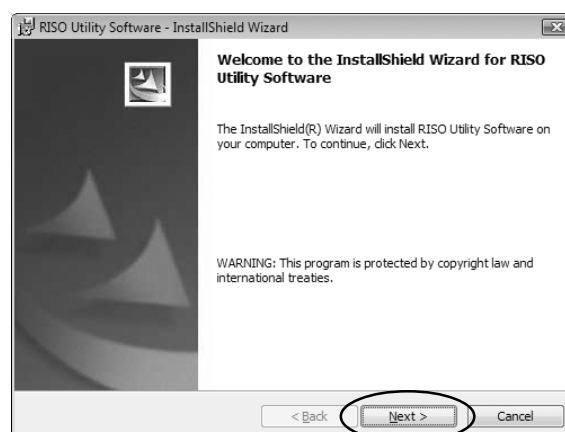 RISO Utility Software - InstallShield Wizard
Welcome to the InstallShield Wizard for RISO
Utility Software
The InstallShield(R) Wizard will install RISO Utility Software on
your computer. To continue, click Next.
WARNING: This program is protected by copyright law and
international treaties.
< Back Next > Cancel